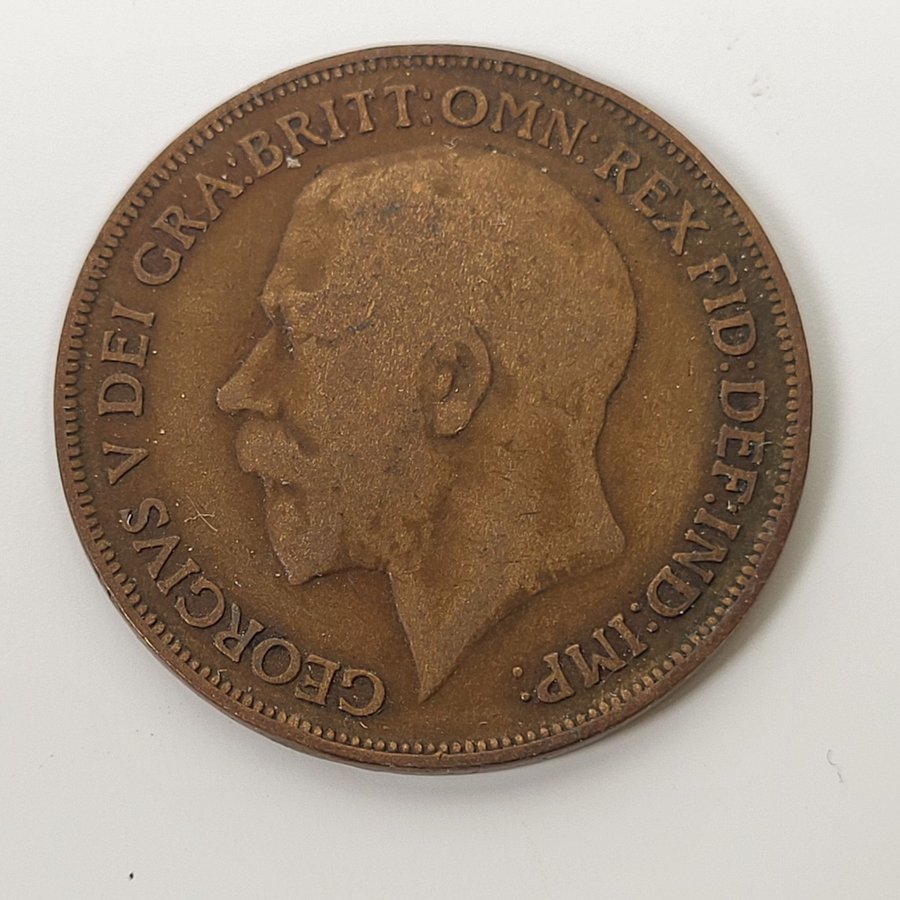 GEORGIVS V DEI GRA:BRITT:OMN:REX FID:DEF:IND:IMP: